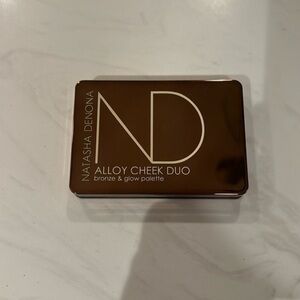 NATASHA DENONA
ND
ALLOY CHEEK DUO
bronze & glow palette